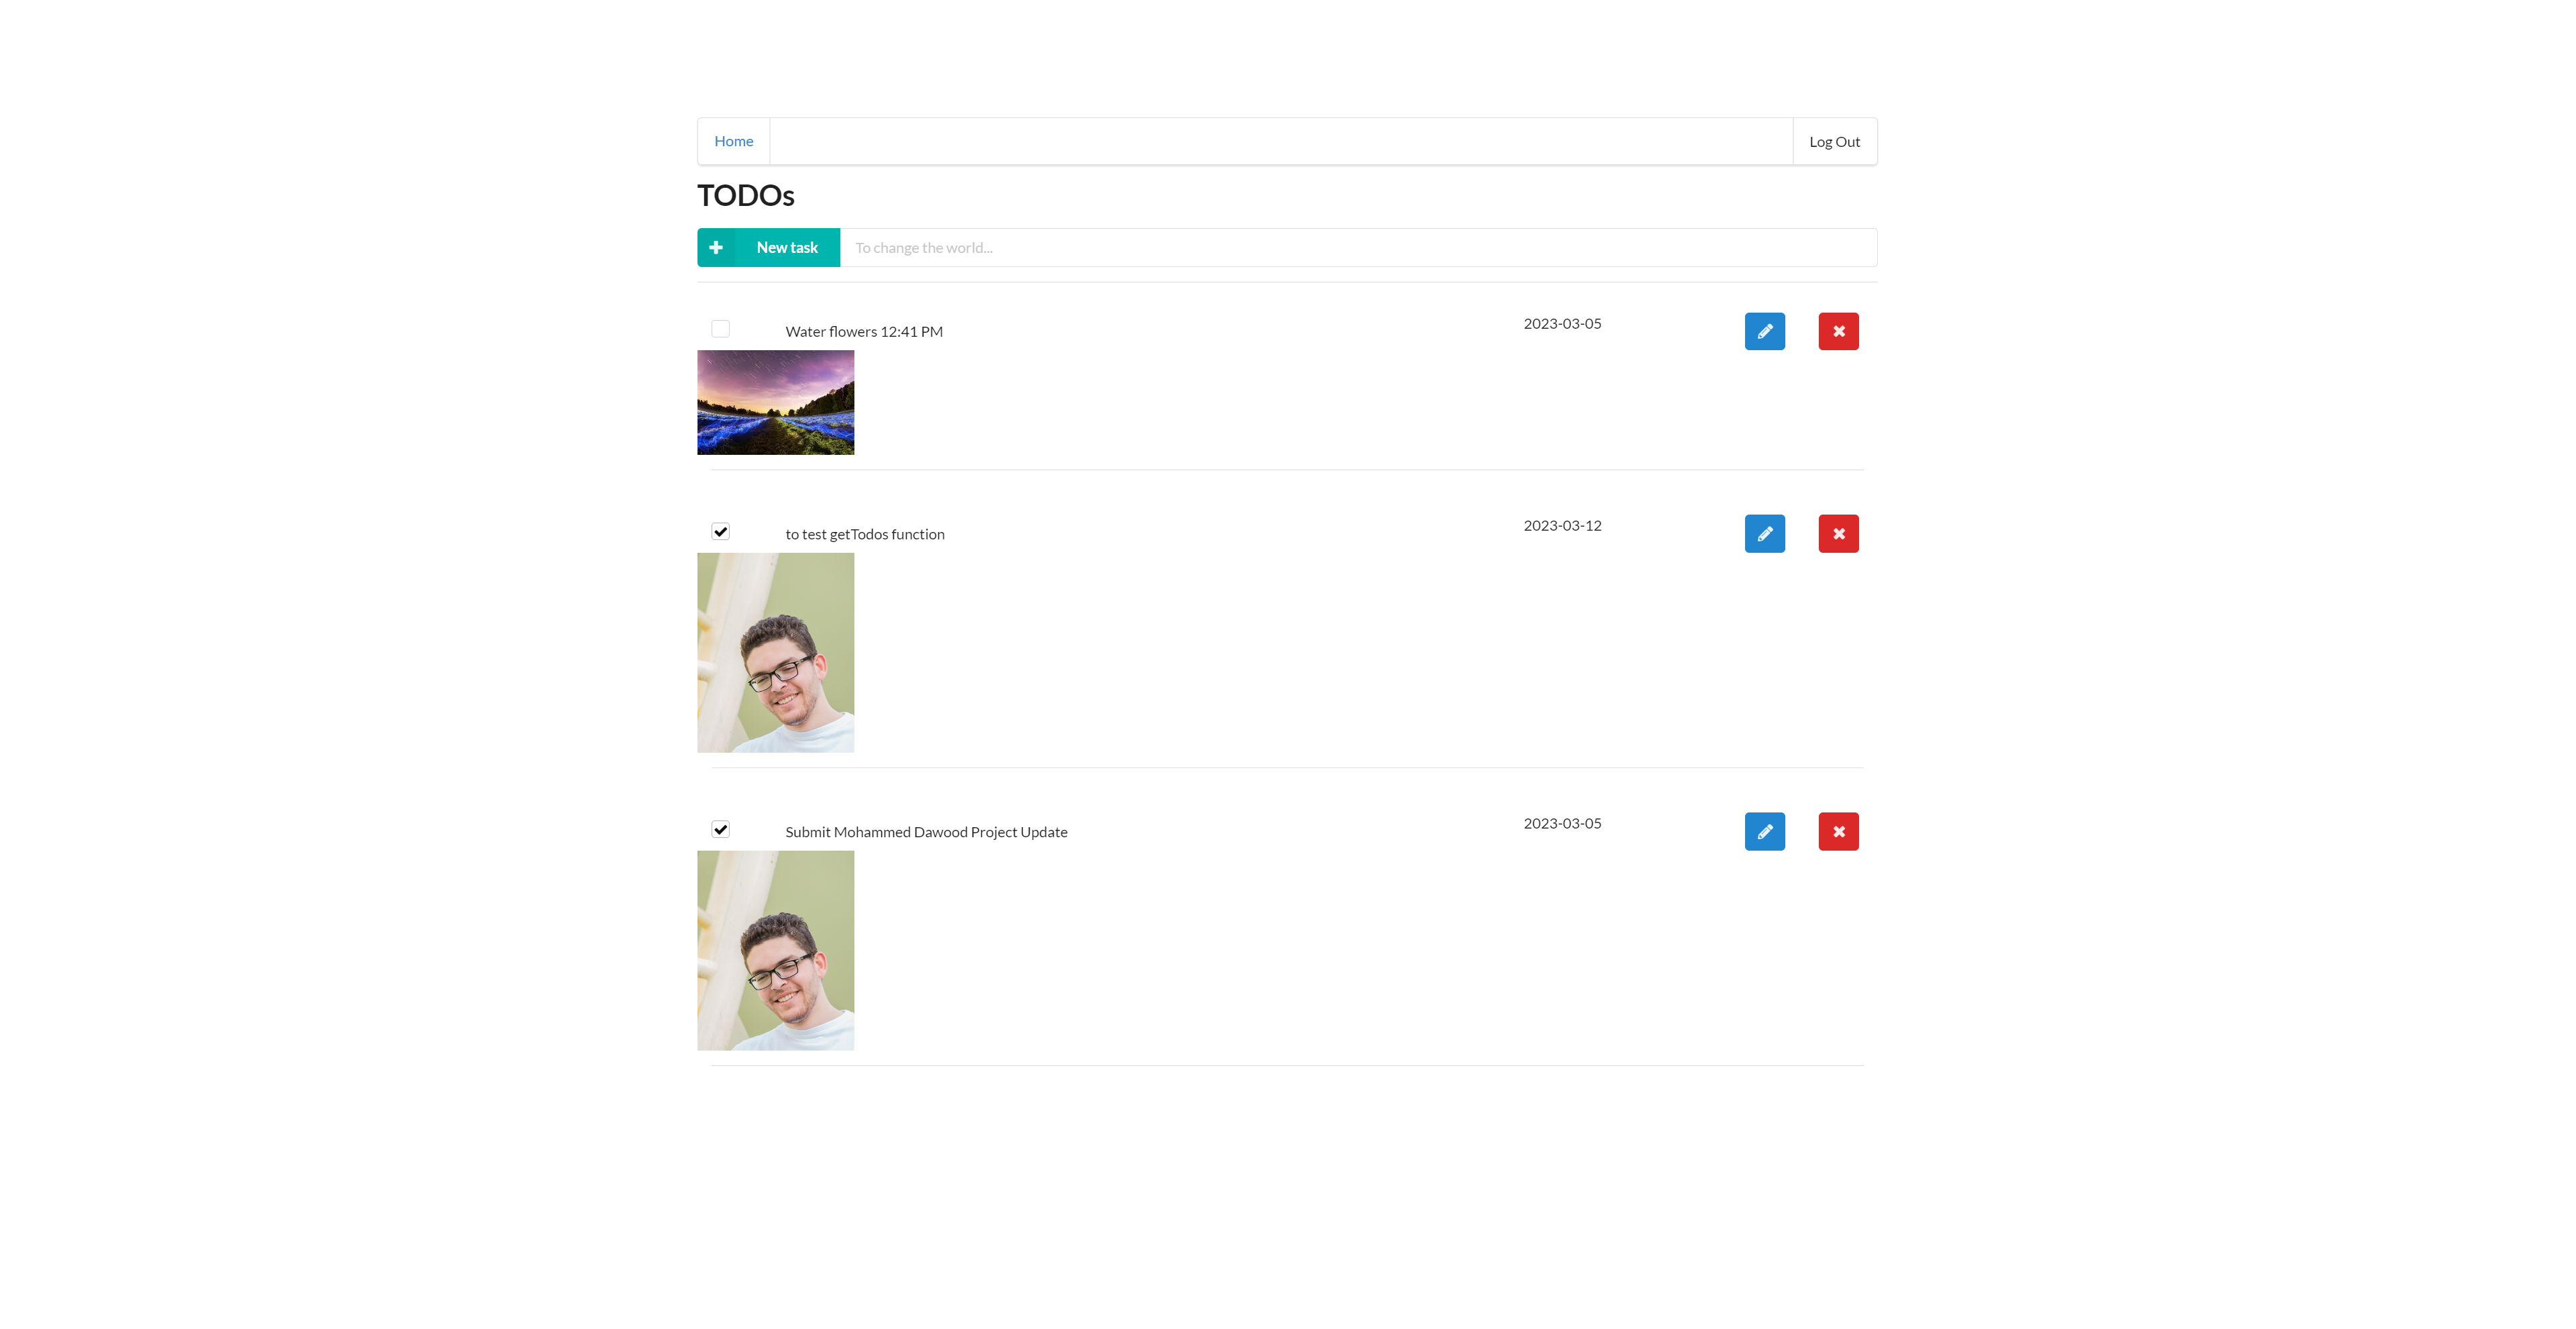 Home
Log Out
TODOs
New task
To change the world...
Water flowers 12:41 PM
2023-03-05
to test getTodos function
2023-03-12
Submit Mohammed Dawood Project Update
2023-03-05